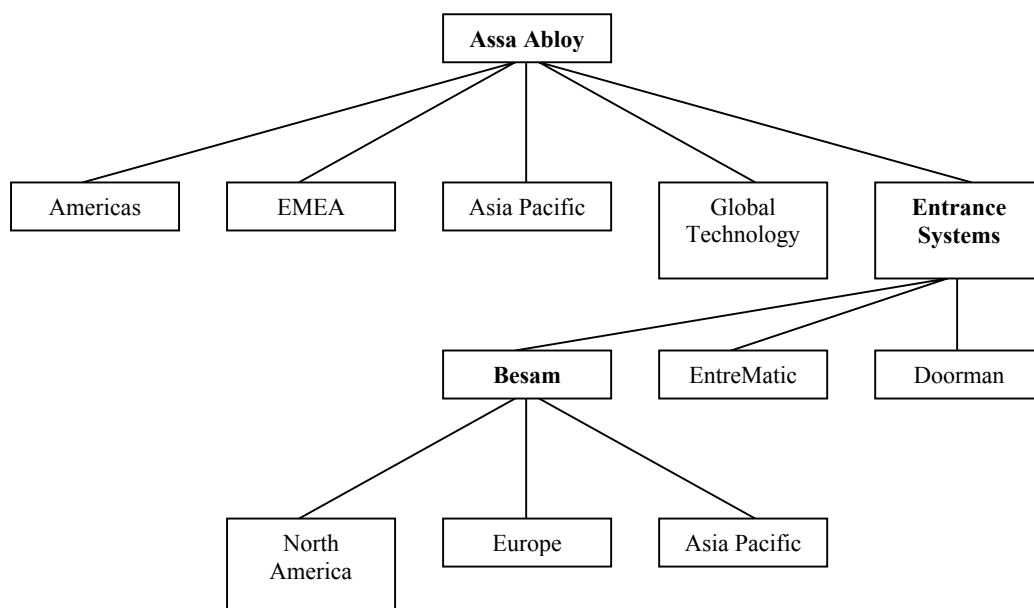 Assa Abloy
Americas
EMEA
Asia Pacific
Global
Technology
Entrance
Systems
Besam
EntreMatic
Doorman
North
America
Europe
Asia Pacific